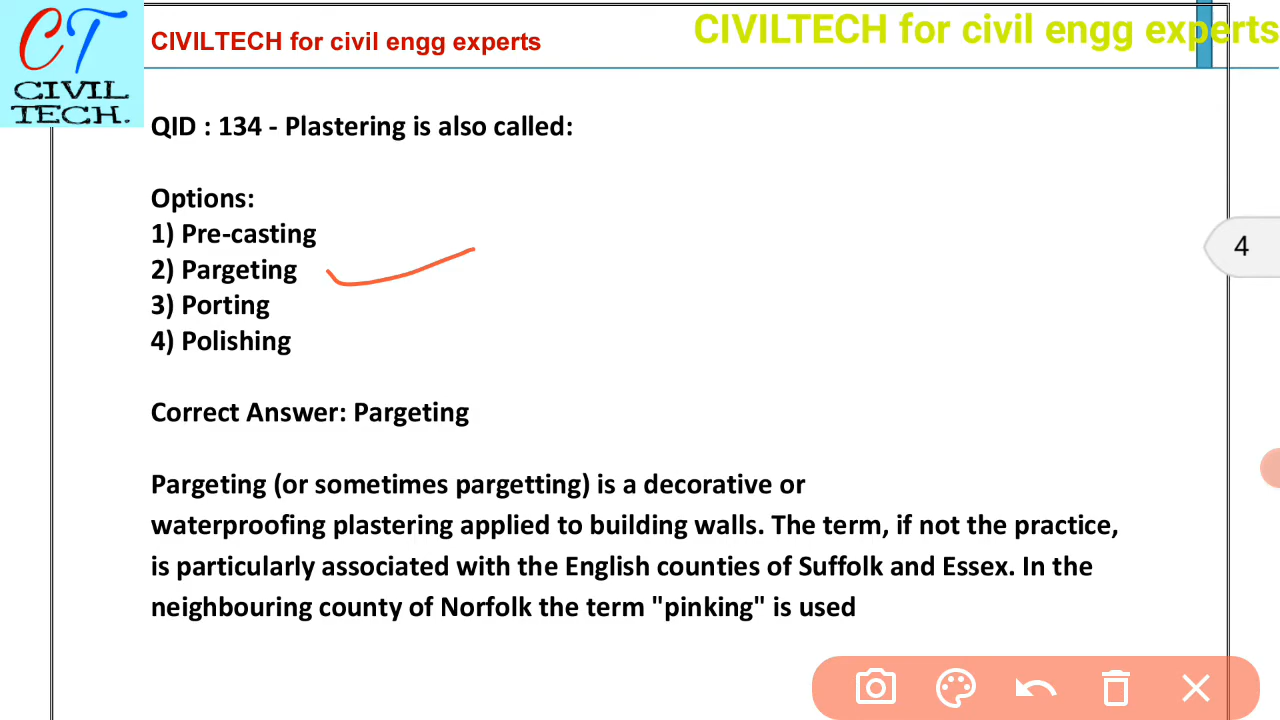 CT
CIVIL
TECH.
CIVILTECH for civil engg experts
CIVILTECH for civil engg experts
QID : 134 - Plastering is also called:
Options:
1) Pre-casting
2) Pargeting
3) Porting
4) Polishing
4
Correct Answer: Pargeting
Pargeting (or sometimes pargetting) is a decorative or
waterproofing plastering applied to building walls. The term, if not the practice,
is particularly associated with the English counties of Suffolk and Essex. In the
neighbouring county of Norfolk the term "pinking" is used